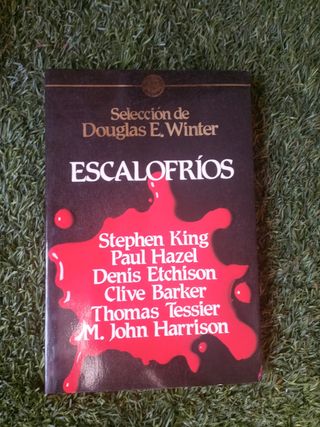 Selección de
Douglas E. Winter
ESCALOFRÍOS
Stephen King
Paul Hazel
Denis Etchison
Clive Barker
Thomas Tessier
M. John Harrison